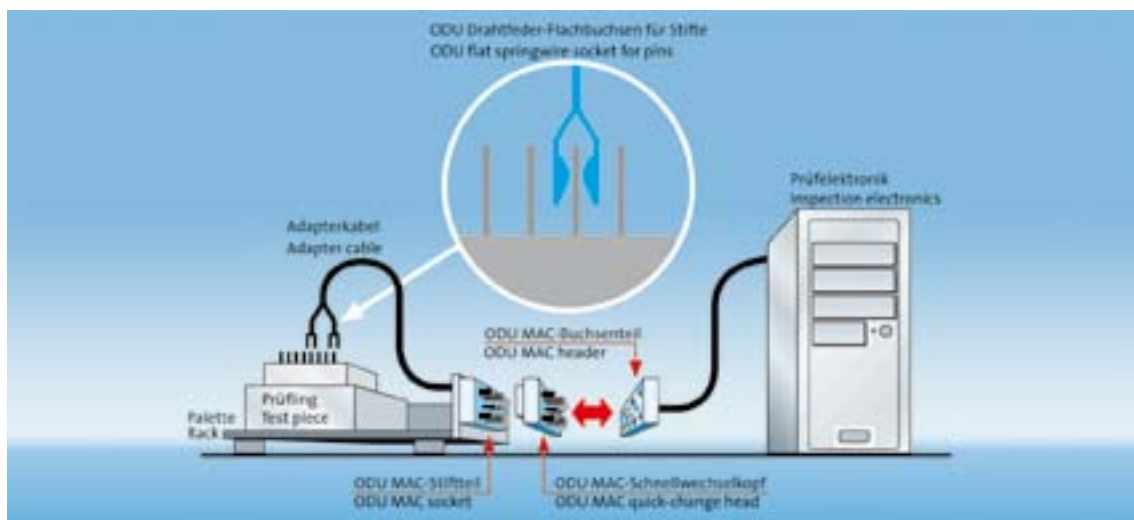 ODU Drahtfeder-Flachbuchsen für Stifte
ODU flat springwire socket for pins
Prüfelektronik
Inspection electronics
Adapterkabel
Adapter cable
ODU MAC-Buchsenteil
ODU MAC header
Prüfling
Test piece
Palette
Rack
ODU MAC-Stiftteil
ODU MAC socket
ODU MAC-Schnellwechselkopf
ODU MAC quick-change head